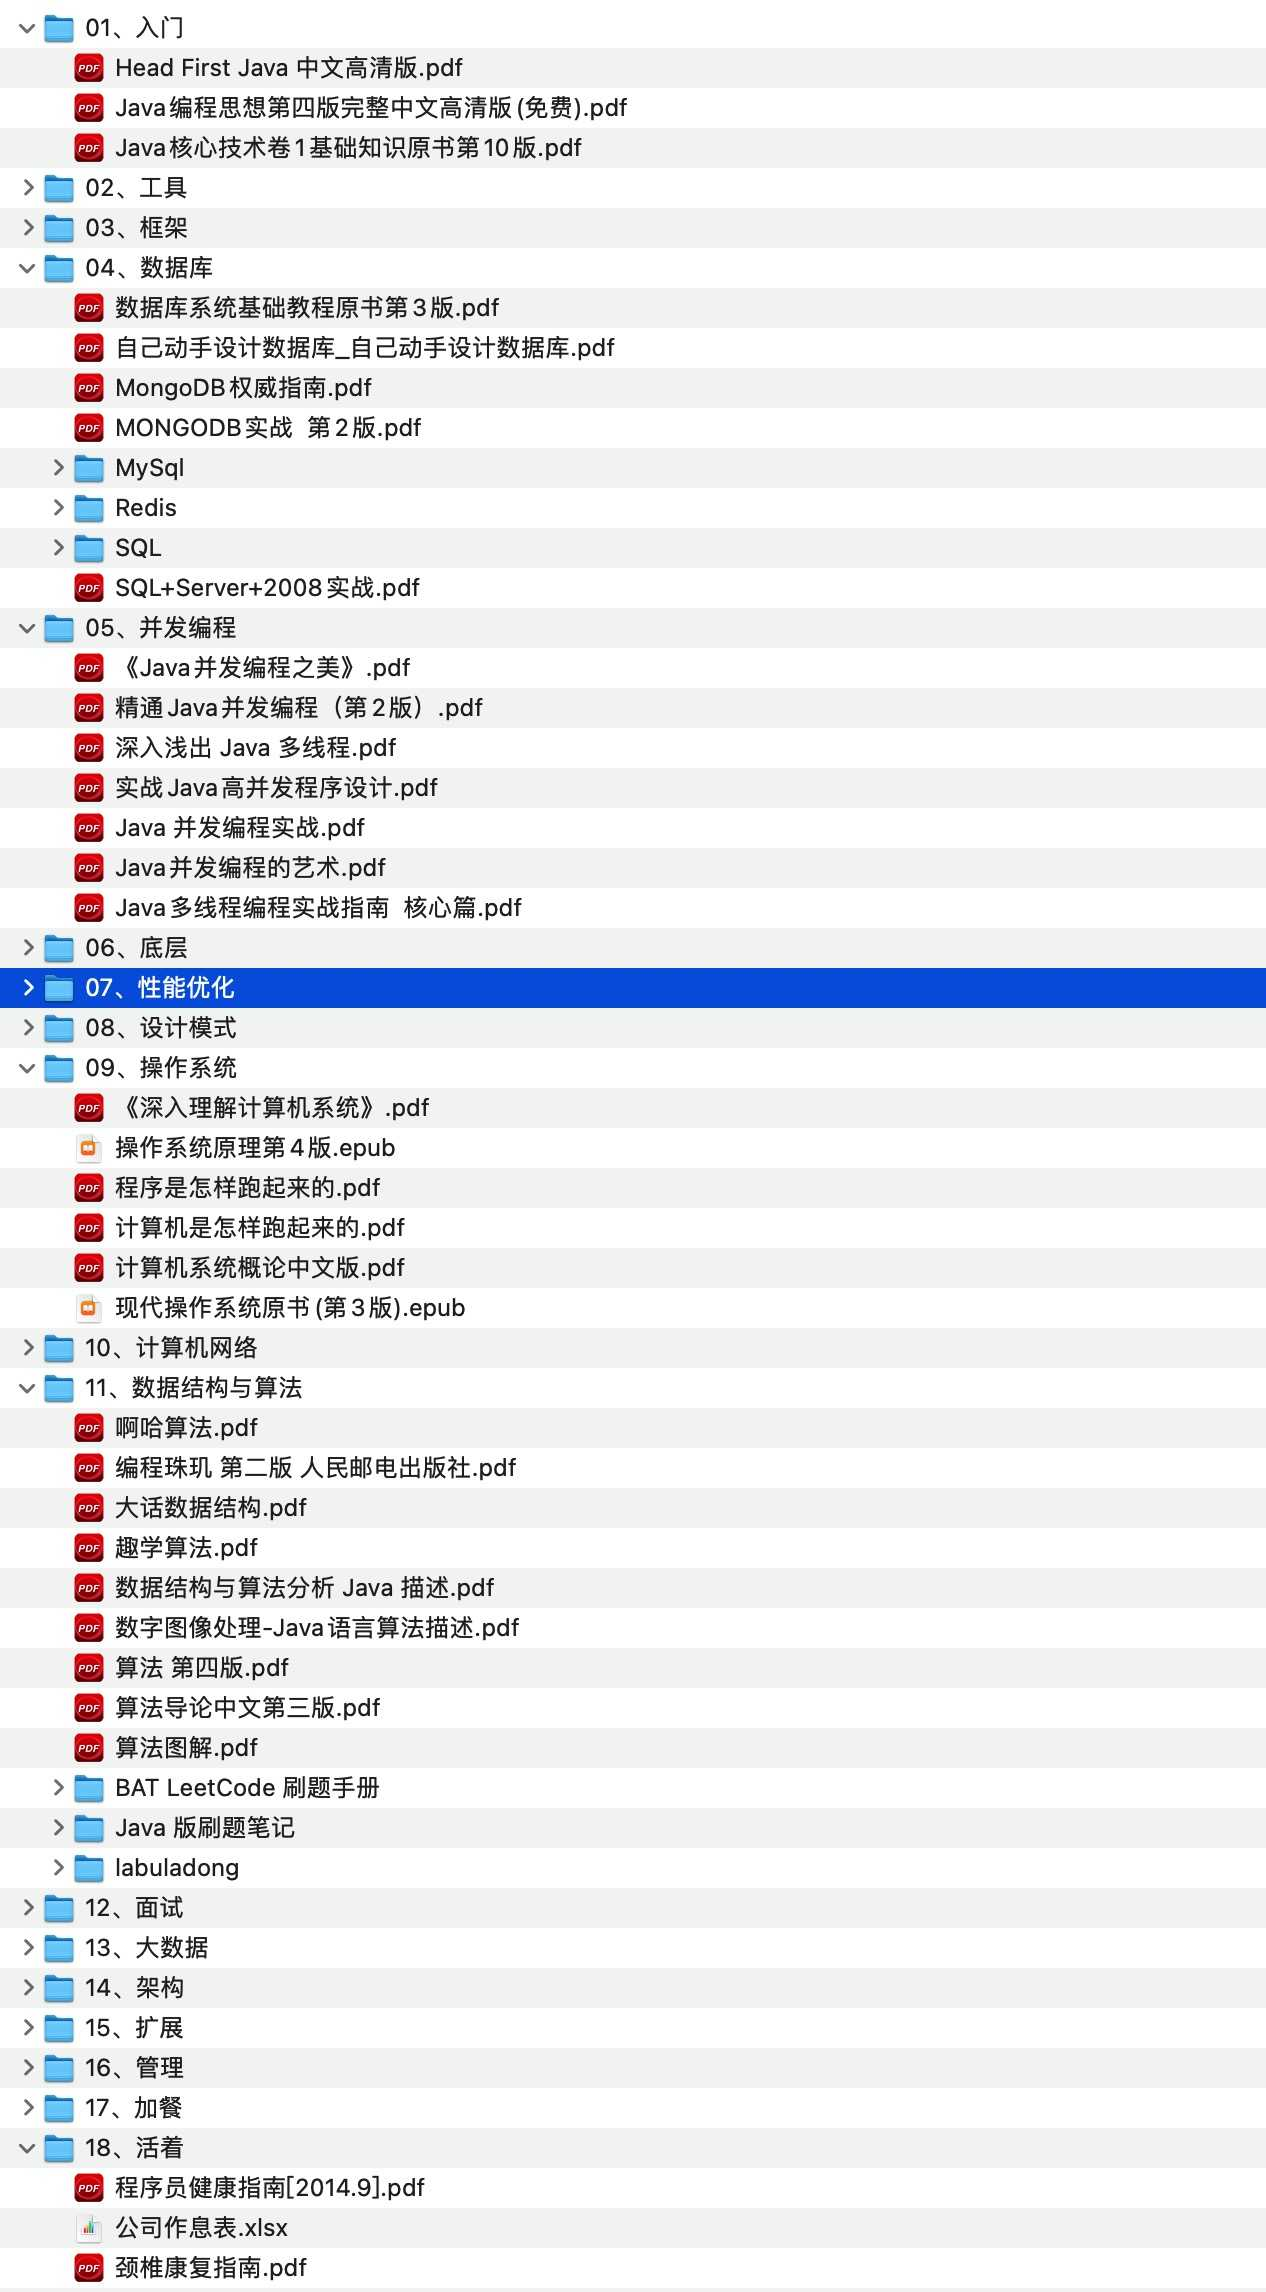 01、入门
PDF Head First Java 中文高清版.pdf
PDF Java编程思想第四版完整中文高清版(免费).pdf
PDF Java核心技术卷1基础知识原书第10版.pdf
02、工具
03、框架
04、数据库
PDF 数据库系统基础教程原书第3版.pdf
PDF 自己动手设计数据库_自己动手设计数据库.pdf
PDF MongoDB权威指南.pdf
PDF MONGODB实战 第2版.pdf
MySql
Redis
SQL
PDF SQL+Server+2008实战.pdf
05、并发编程
PDF 《Java并发编程之美》.pdf
PDF 精通Java并发编程（第2版）.pdf
PDF 深入浅出 Java 多线程.pdf
PDF 实战Java高并发程序设计.pdf
PDF Java 并发编程实战.pdf
PDF Java并发编程的艺术.pdf
PDF Java多线程编程实战指南 核心篇.pdf
06、底层
07、性能优化
08、设计模式
09、操作系统
PDF 《深入理解计算机系统》.pdf
操作系统原理第4版.epub
PDF 程序是怎样跑起来的.pdf
PDF 计算机是怎样跑起来的.pdf
PDF 计算机系统概论中文版.pdf
现代操作系统原书(第3版).epub
10、计算机网络
11、数据结构与算法
PDF 啊哈算法.pdf
PDF 编程珠玑 第二版 人民邮电出版社.pdf
PDF 大话数据结构.pdf
PDF 趣学算法.pdf
PDF 数据结构与算法分析 Java 描述.pdf
PDF 数字图像处理-Java语言算法描述.pdf
PDF 算法 第四版.pdf
PDF 算法导论中文第三版.pdf
PDF 算法图解.pdf
BAT LeetCode 刷题手册
Java 版刷题笔记
labuladong
12、面试
13、大数据
14、架构
15、扩展
16、管理
17、加餐
18、活着
PDF 程序员健康指南[2014.9].pdf
公司作息表.xlsx
PDF 颈椎康复指南.pdf